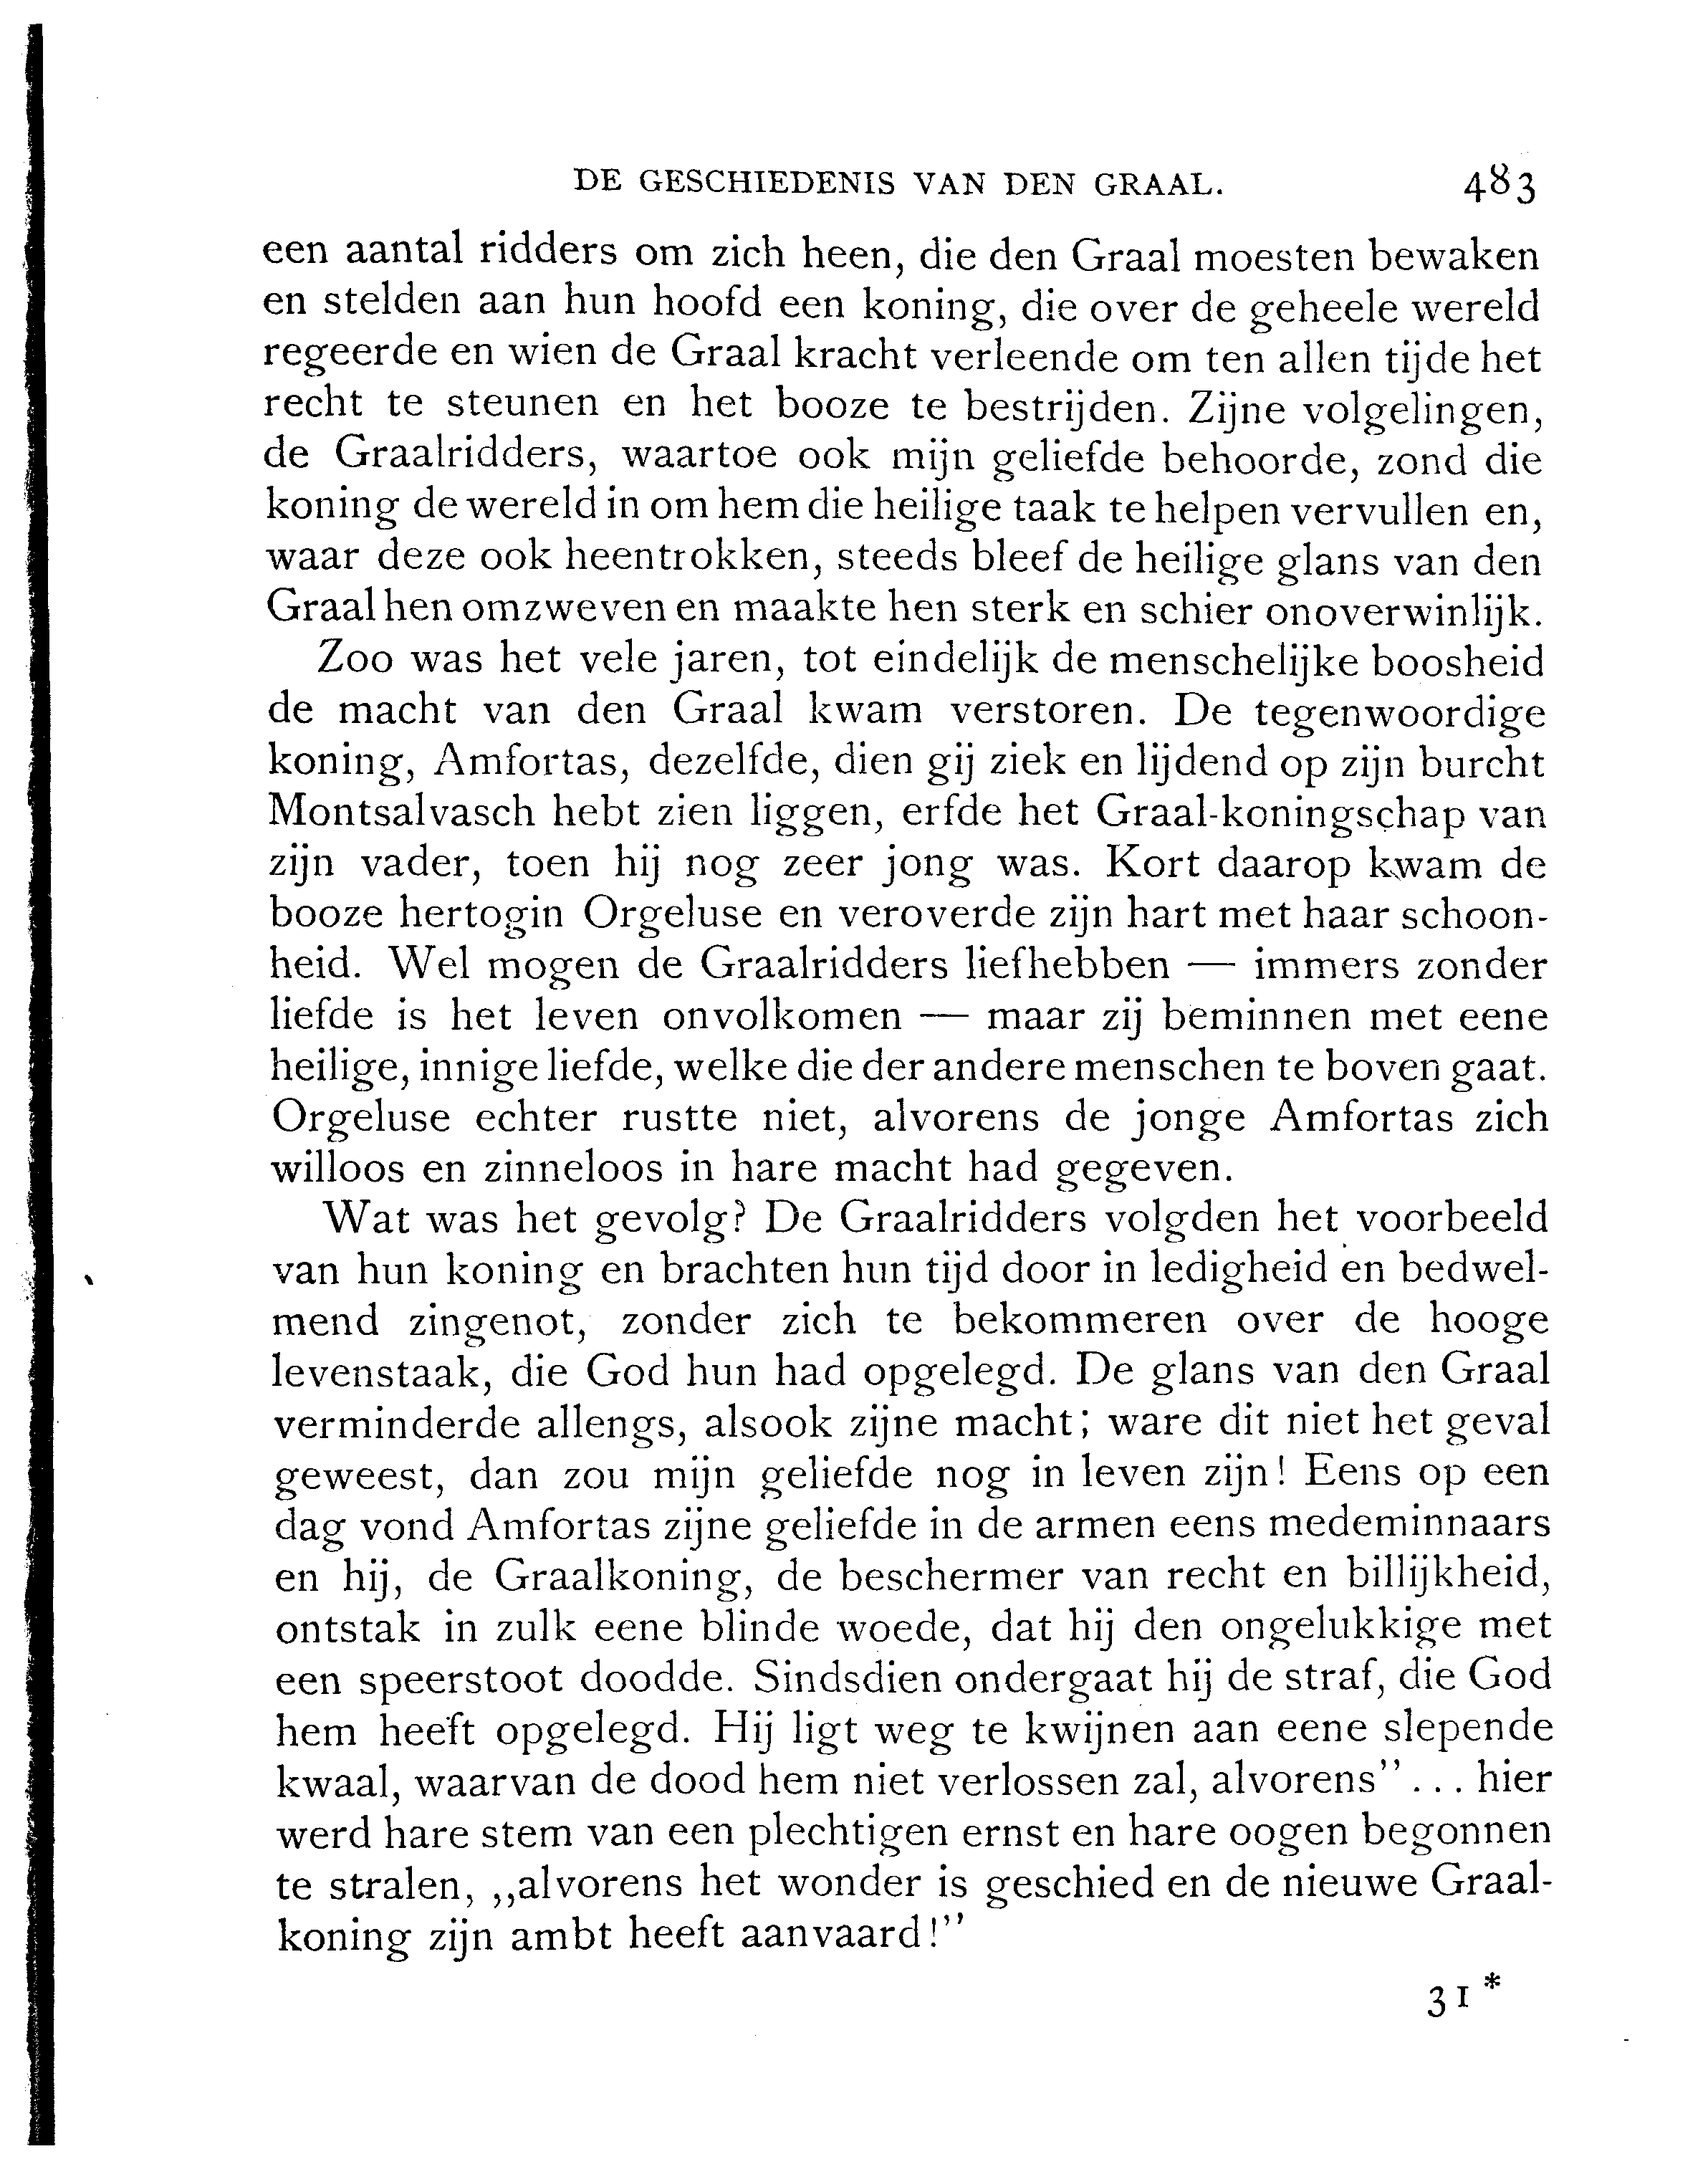 DE GESCHIEDENIS VAN DEN GRAAL. 483
een aantal ridders om zich heen, die den Graal moesten bewaken
en stelden aan hun hoofd een koning, die over de geheele wereld
regeerde en wien de Graal kracht verleende om ten allen tijde het
recht te steunen en het booze te bestrijden. Zijne volgelingen,
de Graalridders, waartoe ook mijn geliefde behoorde, zond die
koning de wereld in om hem die heilige taak te helpen vervullen en,
waar deze ook heentrokken, steeds bleef de heilige glans van den
Graal hen omzweven en maakte hen sterk en schier onoverwinlijk.
Zoo was het vele jaren, tot eindelijk de menschelijke boosheid
de macht van den Graal kwam verstoren. De tegenwoordige
koning, Amfortas, dezelfde, dien gij ziek en lijdend op zijn burcht
Montsalvasch hebt zien liggen, erfde het Graal-koningschap van
zijn vader, toen hij nog zeer jong was. Kort daarop kwam de
booze hertogin Orgeluse en veroverde zijn hart met haar schoon-
heid. Wel mogen de Graalridders liefhebben — immers zonder
liefde is het leven onvolkomen — maar zij beminnen met eene
heilige, innige liefde, welke die der andere menschen te boven gaat.
Orgeluse echter rustte niet, alvorens de jonge Amfortas zich
willoos en zinneloos in hare macht had gegeven.
Wat was het gevolg? De Graalridders volgden het voorbeeld
van hun koning en brachten hun tijd door in ledigheid en bedwel-
mend zingenot, zonder zich te bekommeren over de hooge
levenstaak, die God hun had opgelegd. De glans van den Graal
verminderde allengs, alsook zijne macht; ware dit niet het geval
geweest, dan zou mijn geliefde nog in leven zijn! Eens op een
dag vond Amfortas zijne geliefde in de armen eens medeminnaars
en hij, de Graalkoning, de beschermer van recht en billijkheid,
ontstak in zulk eene blinde woede, dat hij den ongelukkige met
een speerstoot doodde. Sindsdien ondergaat hij de straf, die God
hem heeft opgelegd. Hij ligt weg te kwijnen aan eene slepende
kwaal, waarvan de dood hem niet verlossen zal, alvorens” . . . hier
werd hare stem van een plechtigen ernst en hare oogen begonnen
te stralen, ,,alvorens het wonder is geschied en de nieuwe Graal-
koning zijn ambt heeft aanvaard!”
31*